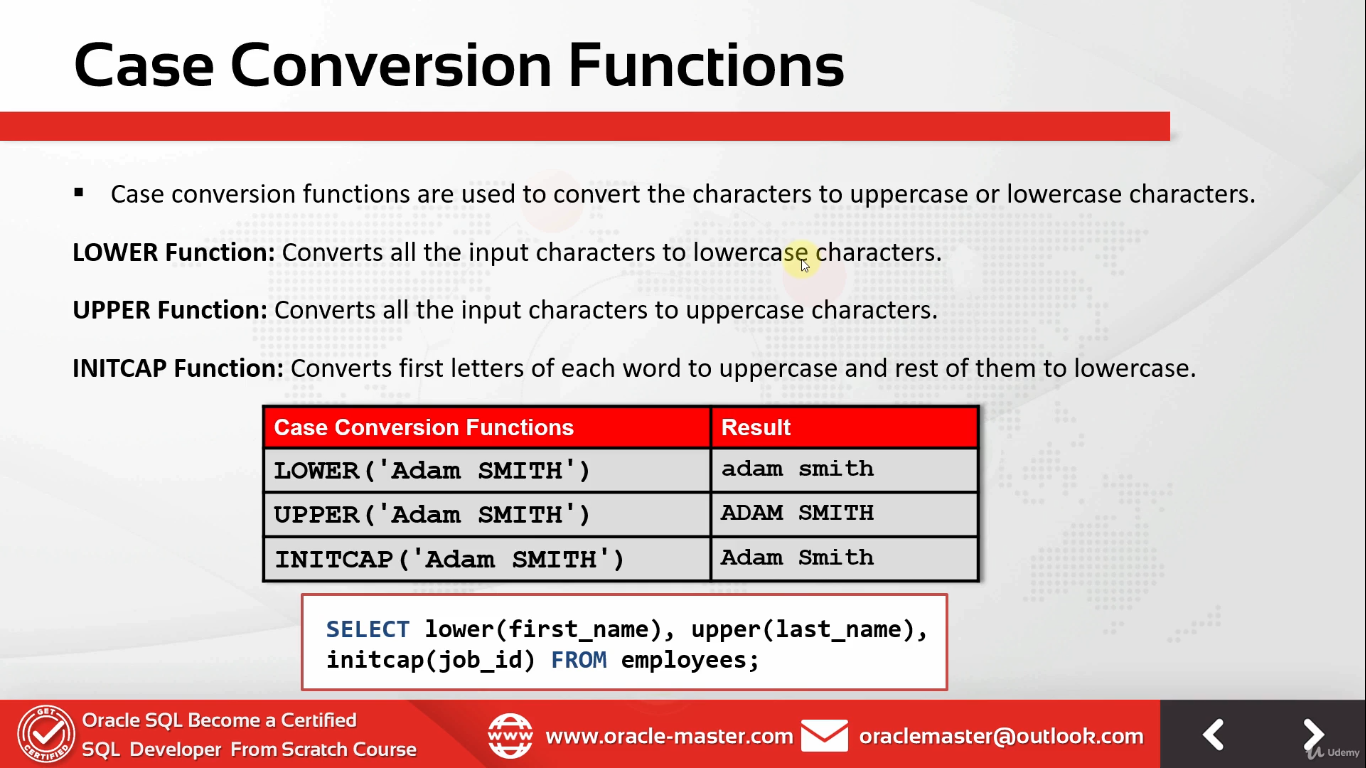 Case Conversion Functions
▪ Case conversion functions are used to convert the characters to uppercase or lowercase characters.
LOWER Function: Converts all the input characters to lowercase characters.
UPPER Function: Converts all the input characters to uppercase characters.
INITCAP Function: Converts first letters of each word to uppercase and rest of them to lowercase.
Case Conversion Functions Result
LOWER('Adam SMITH') adam smith
UPPER('Adam SMITH') ADAM SMITH
INITCAP('Adam SMITH') Adam Smith
SELECT lower(first_name), upper(last_name),
initcap(job_id) FROM employees;
GET CERTIFIED
Oracle SQL Become a Certified
SQL Developer From Scratch Course
WWW
www.oracle-master.com
oraclemaster@outlook.com
Udemy